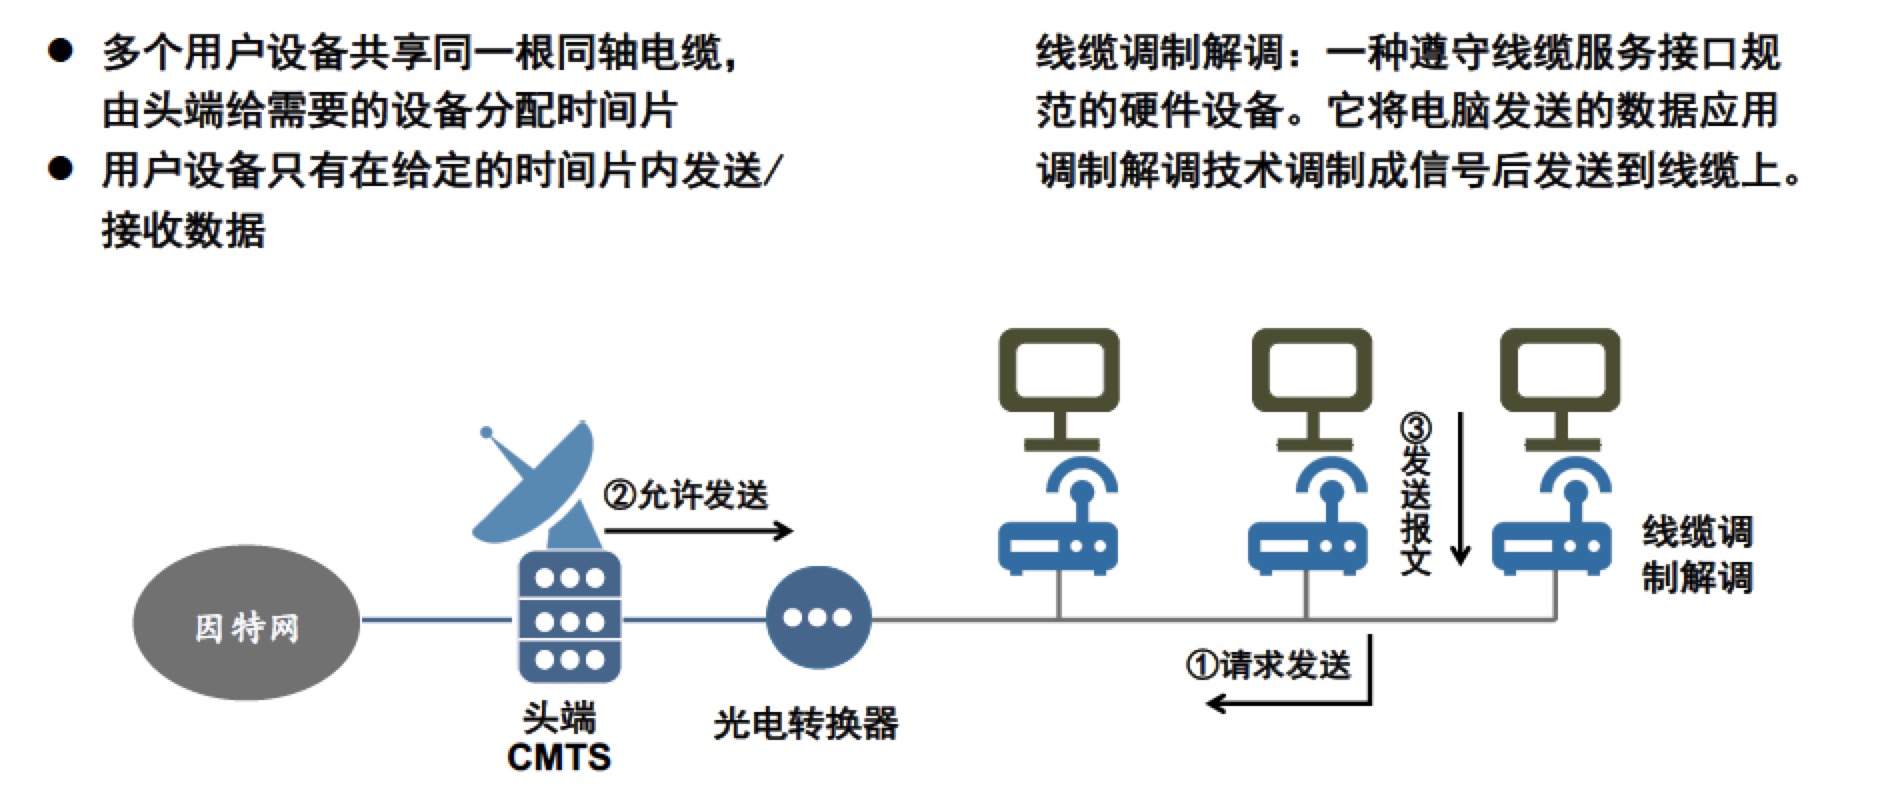 ● 多个用户设备共享同一根同轴电缆，
由头端给需要的设备分配时间片
● 用户设备只有在给定的时间片内发送/
接收数据
线缆调制解调：一种遵守线缆服务接口规
范的硬件设备。它将电脑发送的数据应用
调制解调技术调制成信号后发送到线缆上。
②允许发送
③发送报文
线缆调
制解调
因特网
①请求发送
头端
CMTS
光电转换器